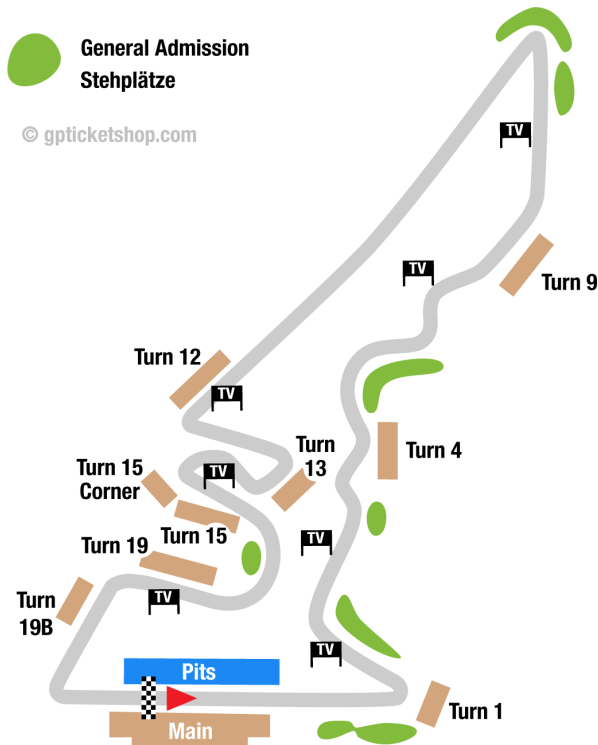 General Admission
Stehplätze
© gpticketshop.com
TV
Turn 9
TV
Turn 12
TV
Turn
13
Turn 4
Turn 15
Corner
TV
Turn 15
Turn 19
TV
TV
Turn
19B
TV
Pits
Main
Turn 1